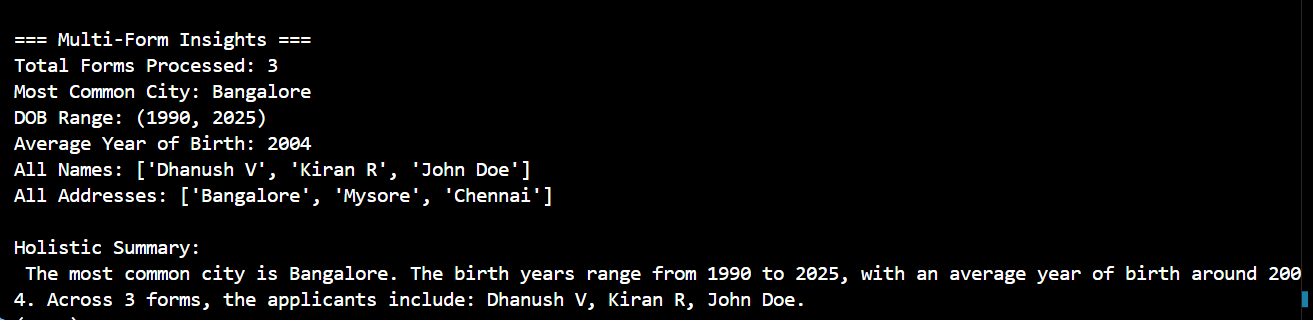 === Multi-Form Insights ===
Total Forms Processed: 3
Most Common City: Bangalore
DOB Range: (1990, 2025)
Average Year of Birth: 2004
All Names: ['Dhanush V', 'Kiran R', 'John Doe']
All Addresses: ['Bangalore', 'Mysore', 'Chennai']
Holistic Summary:
The most common city is Bangalore. The birth years range from 1990 to 2025, with an average year of birth around 200
4. Across 3 forms, the applicants include: Dhanush V, Kiran R, John Doe.